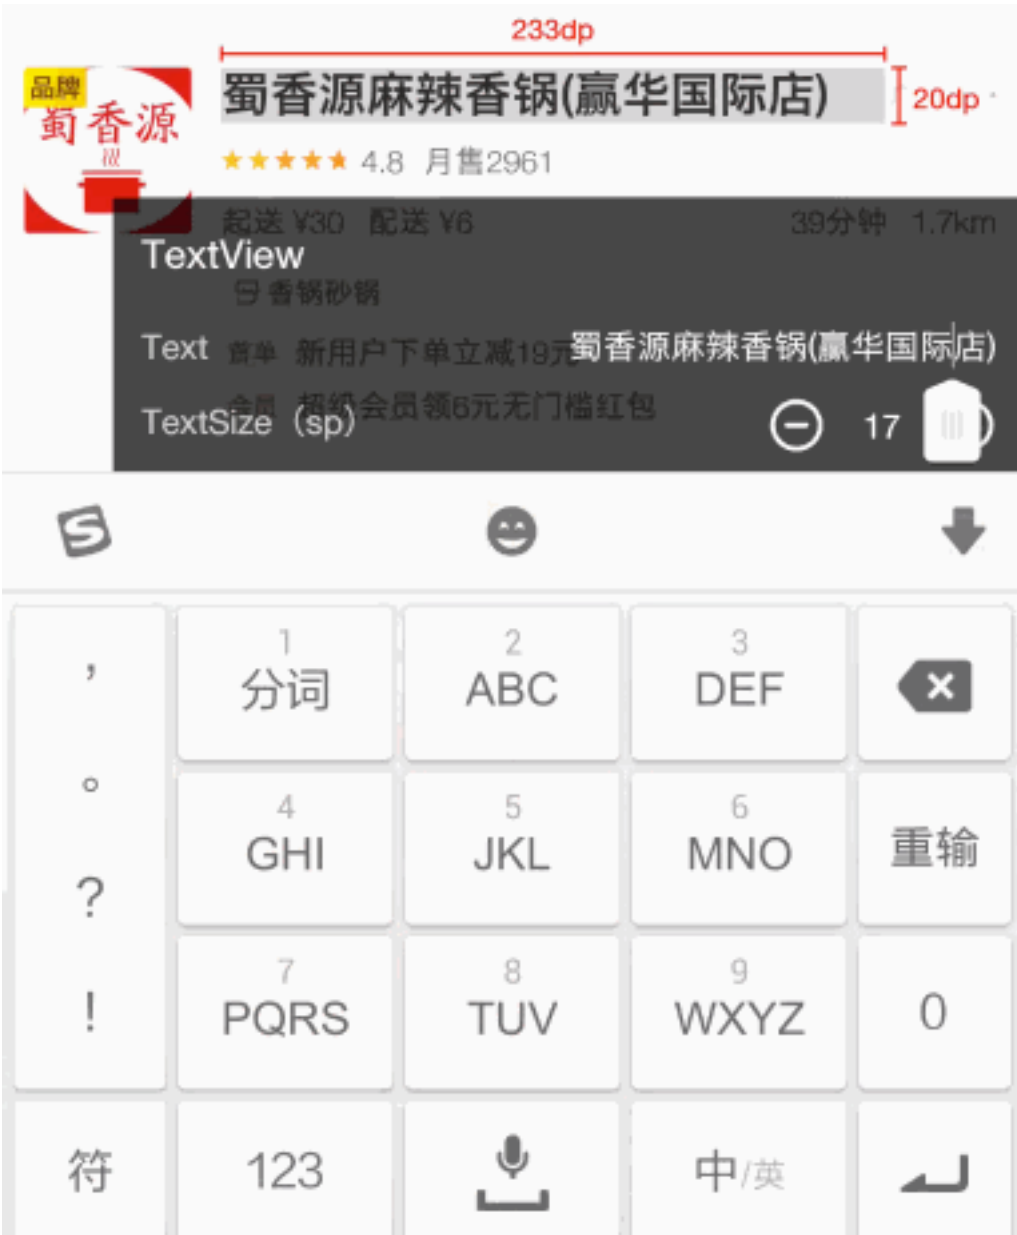 233dp
品牌
蜀香源
蜀香源麻辣香锅(赢华国际店)
20dp
4.8 月售2961
起送 ¥30 配送 ¥6 39分钟 1.7km
TextView
香锅砂锅
Text 蜀香源麻辣香锅(赢华国际店)
首单 新用户下单立减19元
会员 超级会员领6元无门槛红包
TextSize（sp） 17
S
, 1 2 3
分词 ABC DEF
。 4 5 6
GHI JKL MNO 重输
? 7 8 9
! PQRS TUV WXYZ 0
符 123 中/英